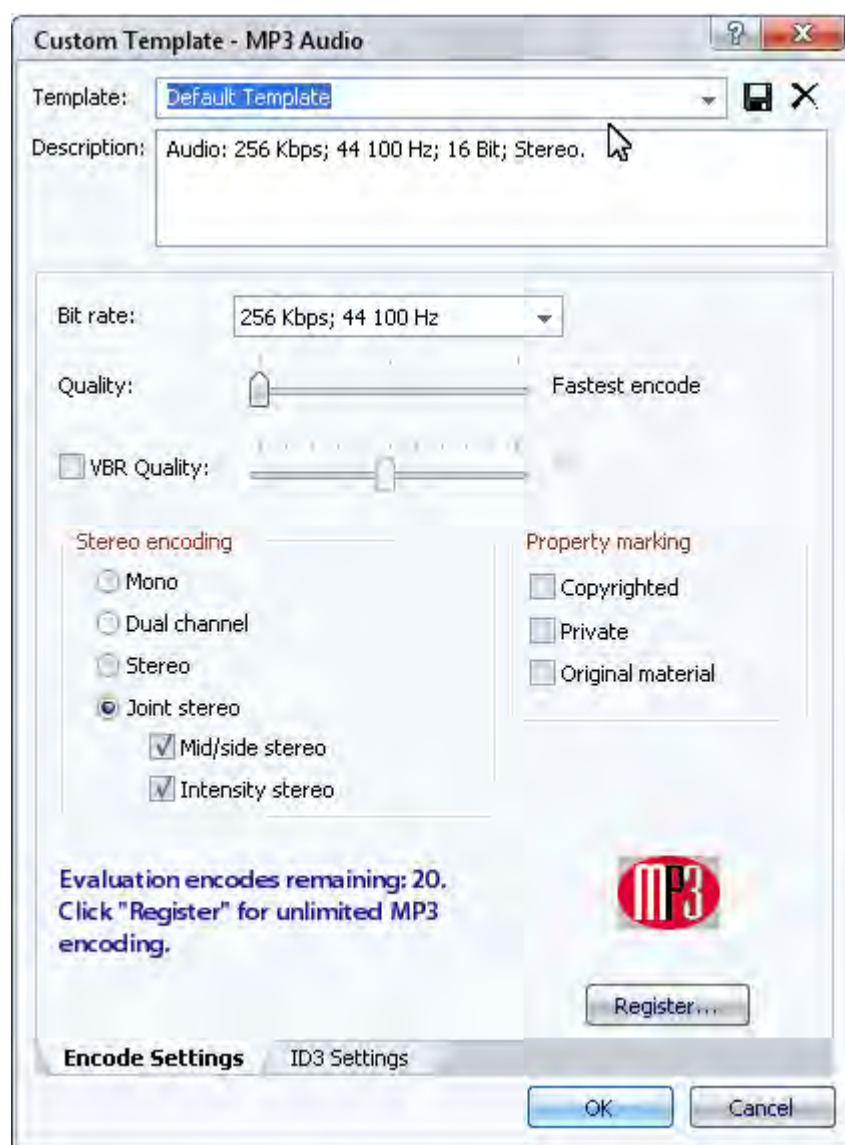 Custom Template - MP3 Audio
?
Template: Default Template
Description: Audio: 256 Kbps; 44 100 Hz; 16 Bit; Stereo.
Bit rate: 256 Kbps; 44 100 Hz
Quality: Fastest encode
VBR Quality:
Stereo encoding
Mono
Dual channel
Stereo
Joint stereo
Mid/side stereo
Intensity stereo
Property marking
Copyrighted
Private
Original material
Evaluation encodes remaining: 20.
Click "Register" for unlimited MP3
encoding.
MP3
Register...
Encode Settings ID3 Settings
OK Cancel